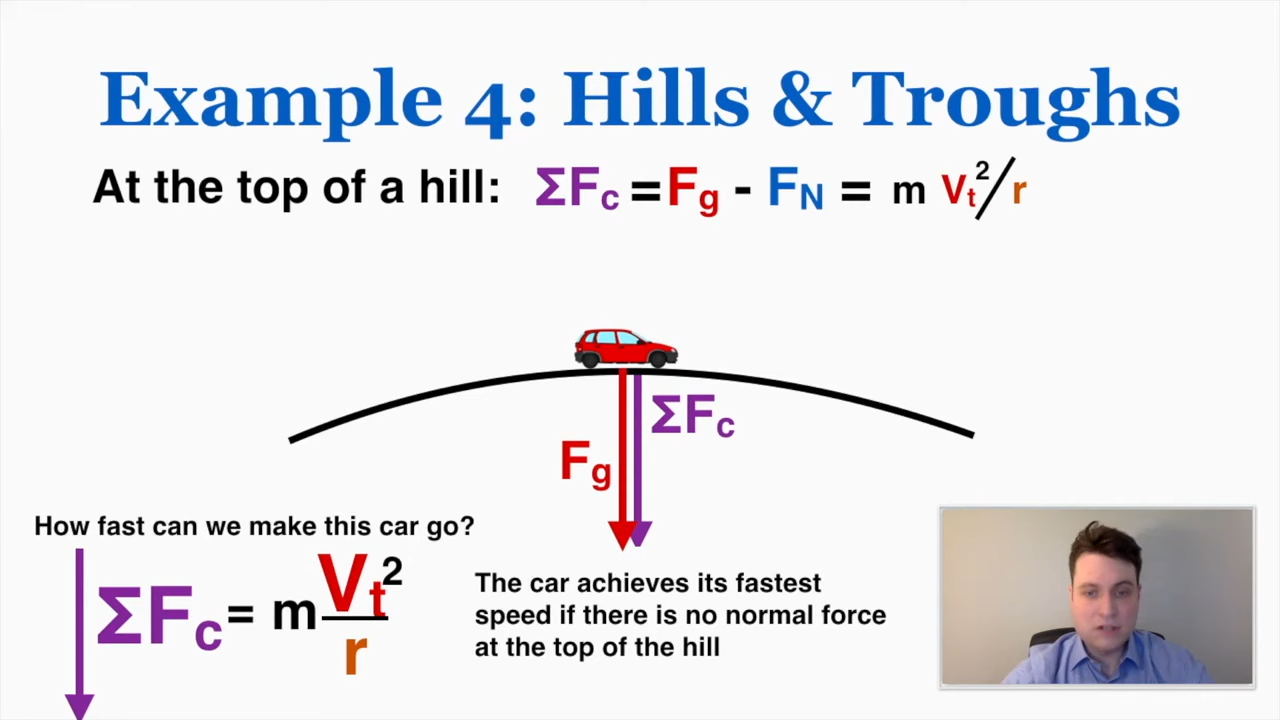 Example 4: Hills & Troughs
At the top of a hill: ΣFc = Fg - FN = m Vt²/r
ΣFc
Fg
How fast can we make this car go?
ΣFc = m Vt²/r
The car achieves its fastest
speed if there is no normal force
at the top of the hill